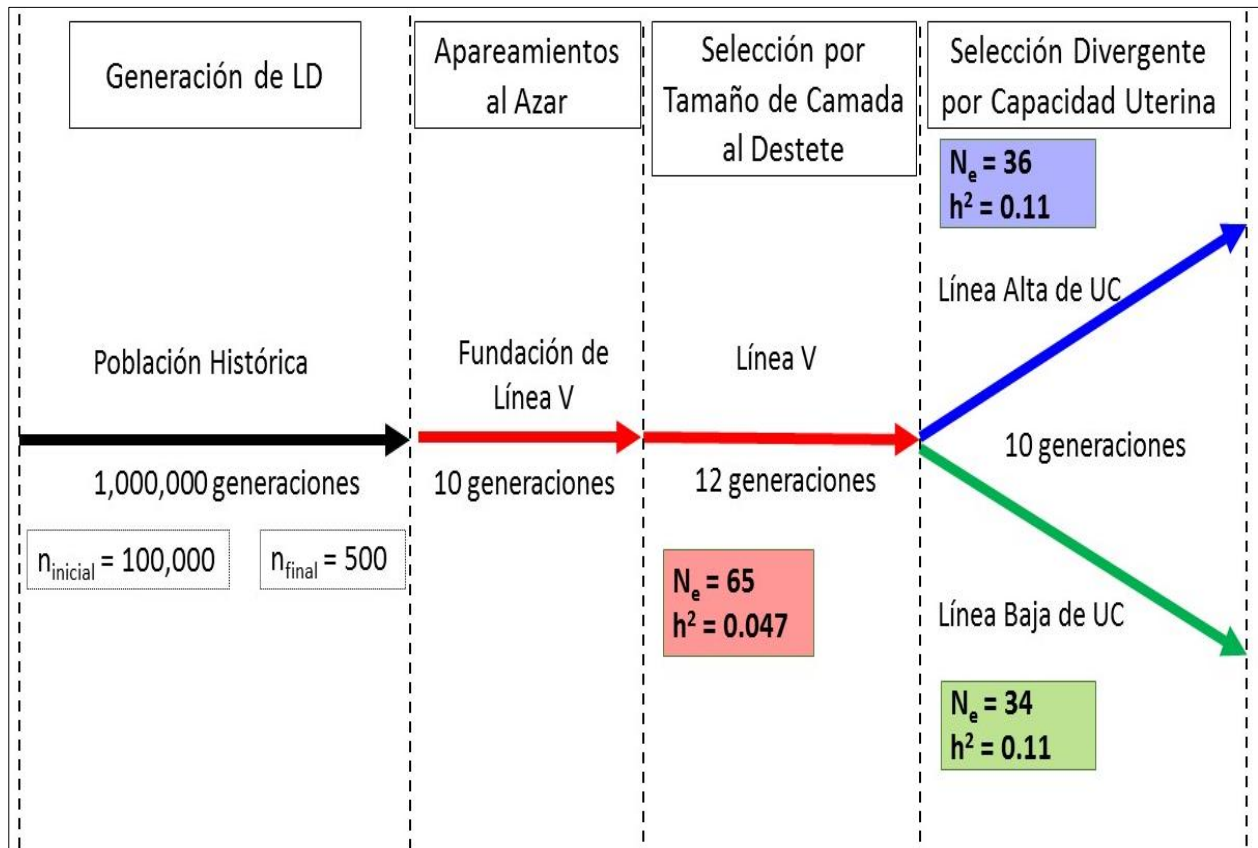 Generación de LD
Apareamientos
al Azar
Selección por
Tamaño de Camada
al Destete
Selección Divergente
por Capacidad Uterina
Nₑ = 36
h² = 0.11
Línea Alta de UC
Población Histórica
Fundación de
Línea V
Línea V
10 generaciones
1,000,000 generaciones
10 generaciones
12 generaciones
n_inicial = 100,000
n_final = 500
Nₑ = 65
h² = 0.047
Línea Baja de UC
Nₑ = 34
h² = 0.11